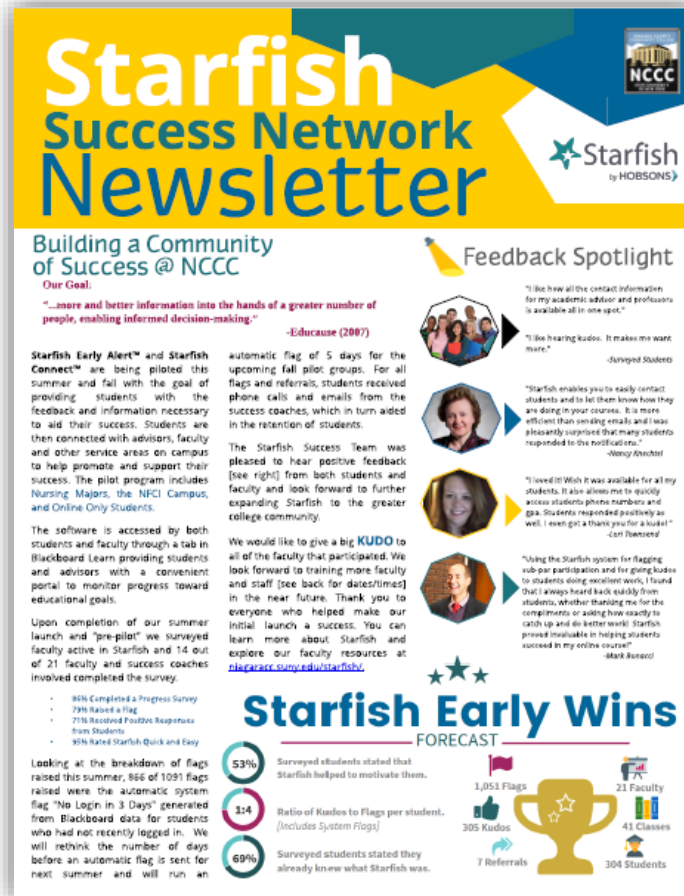 Starfish
Success Network
Newsletter
NCCC
Starfish
by HOBSONS
Building a Community
of Success @ NCCC
Our Goal:
"...more and better information into the hands of a greater number of
people, enabling informed decision-making."
-Educause (2007)
Starfish Early Alert™ and Starfish
Connect™ are being piloted this
summer and fall with the goal of
providing students with the
feedback and information necessary
to aid their success. Students are
then connected with advisors, faculty
and other service areas on campus
to help promote and support their
success. The pilot program includes
Nursing Majors, the NFCI Campus,
and Online Only Students.
The software is accessed by both
students and faculty through a tab in
Blackboard Learn providing students
and advisors with a convenient
portal to monitor progress toward
educational goals.
Upon completion of our summer
launch and "pre-pilot" we surveyed
faculty active in Starfish and 14 out
of 21 faculty and success coaches
involved completed the survey.
Completed a Progress Survey
Raised a Flag
71% Received Positive Responses
from Students
Rated Starfish Quick and Easy
Looking at the breakdown of flags
raised this summer, 866 of 1091 flags
raised were the automatic system
flag "No Login in 3 Days" generated
from Blackboard data for students
who had not recently logged in. We
will rethink the number of days
before an automatic flag is sent for
next summer and will run an
automatic flag of 5 days for the
upcoming fall pilot groups. For all
flags and referrals, students received
phone calls and emails from the
success coaches, which in turn aided
in the retention of students.
The Starfish Success Team was
pleased to hear positive feedback
[see right] from both students and
faculty and look forward to further
expanding Starfish to the greater
college community.
We would like to give a big KUDO to
all of the faculty that participated. We
look forward to training more faculty
and staff [see back for dates/times]
in the near future. Thank you to
everyone who helped make our
initial launch a success. You can
learn more about Starfish and
explore our faculty resources at
niagaracc.suny.edu/starfish/.
Feedback Spotlight
"I like how all the contact information
for my academic advisor and professors
is available all in one spot."
"I like hearing kudos. It makes me want
more."
-Surveyed Students
"Starfish enables you to easily contact
students and to let them know how they
are doing in your courses. It is more
efficient than sending emails and I was
pleasantly surprised that many students
responded to the notifications."
-Nancy Knechtel
"I loved it! Wish it was available for all my
students. It also allows me to quickly
access students phone numbers and
gpa. Students responded positively as
well. I even got a thank you for a kudo!"
-Lori Townsend
"Using the Starfish system for flagging
sub-par participation and for giving kudos
to students doing excellent work, I found
that I always heard back quickly from
students, whether thanking me for the
compliments or asking how exactly to
catch up and do better work! Starfish
proved invaluable in helping students
succeed in my online course!"
-Mark Bonacci
Starfish Early Wins
FORECAST
53%
Surveyed students stated that
Starfish helped to motivate them.
1:4
Ratio of Kudos to Flags per student.
[Includes System Flags]
69%
Surveyed students stated they
already knew what Starfish was.
1,051 Flags
305 Kudos
7 Referrals
21 Faculty
41 Classes
304 Students